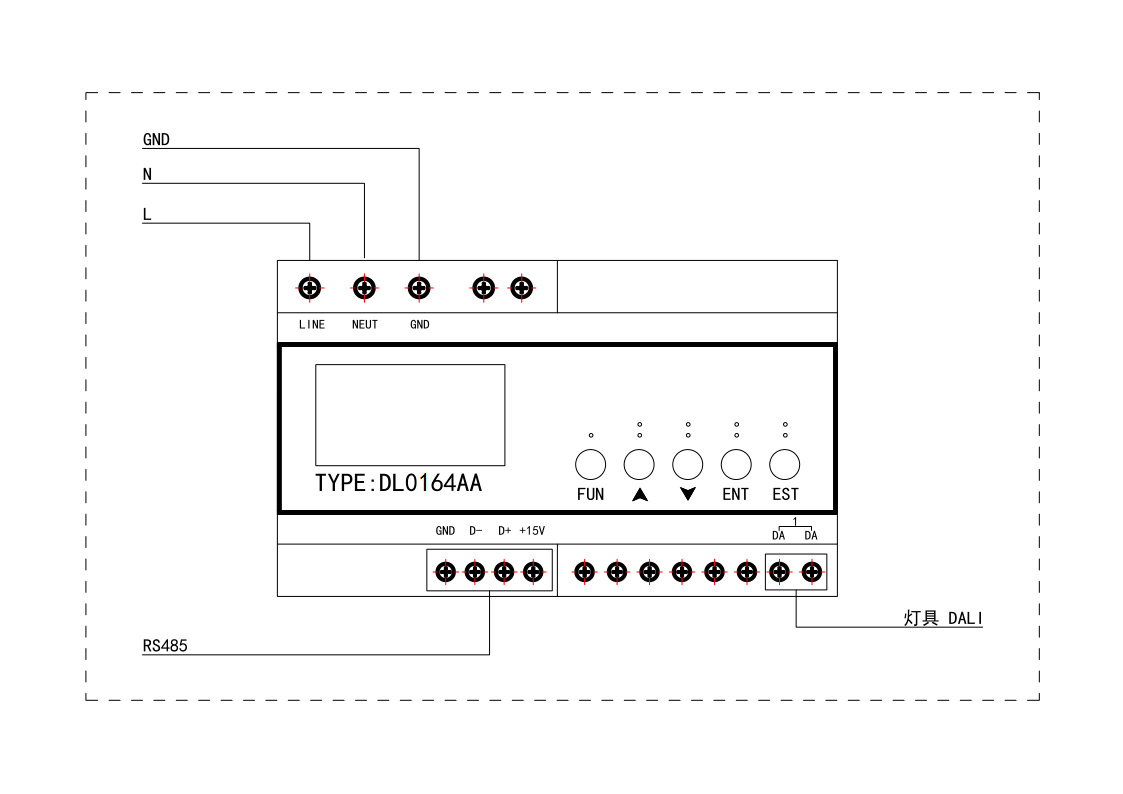 GND
N
L
LINE NEUT GND
TYPE:DL0164AA
FUN ENT EST
GND D- D+ +15V
1
DA DA
灯具 DALI
RS485